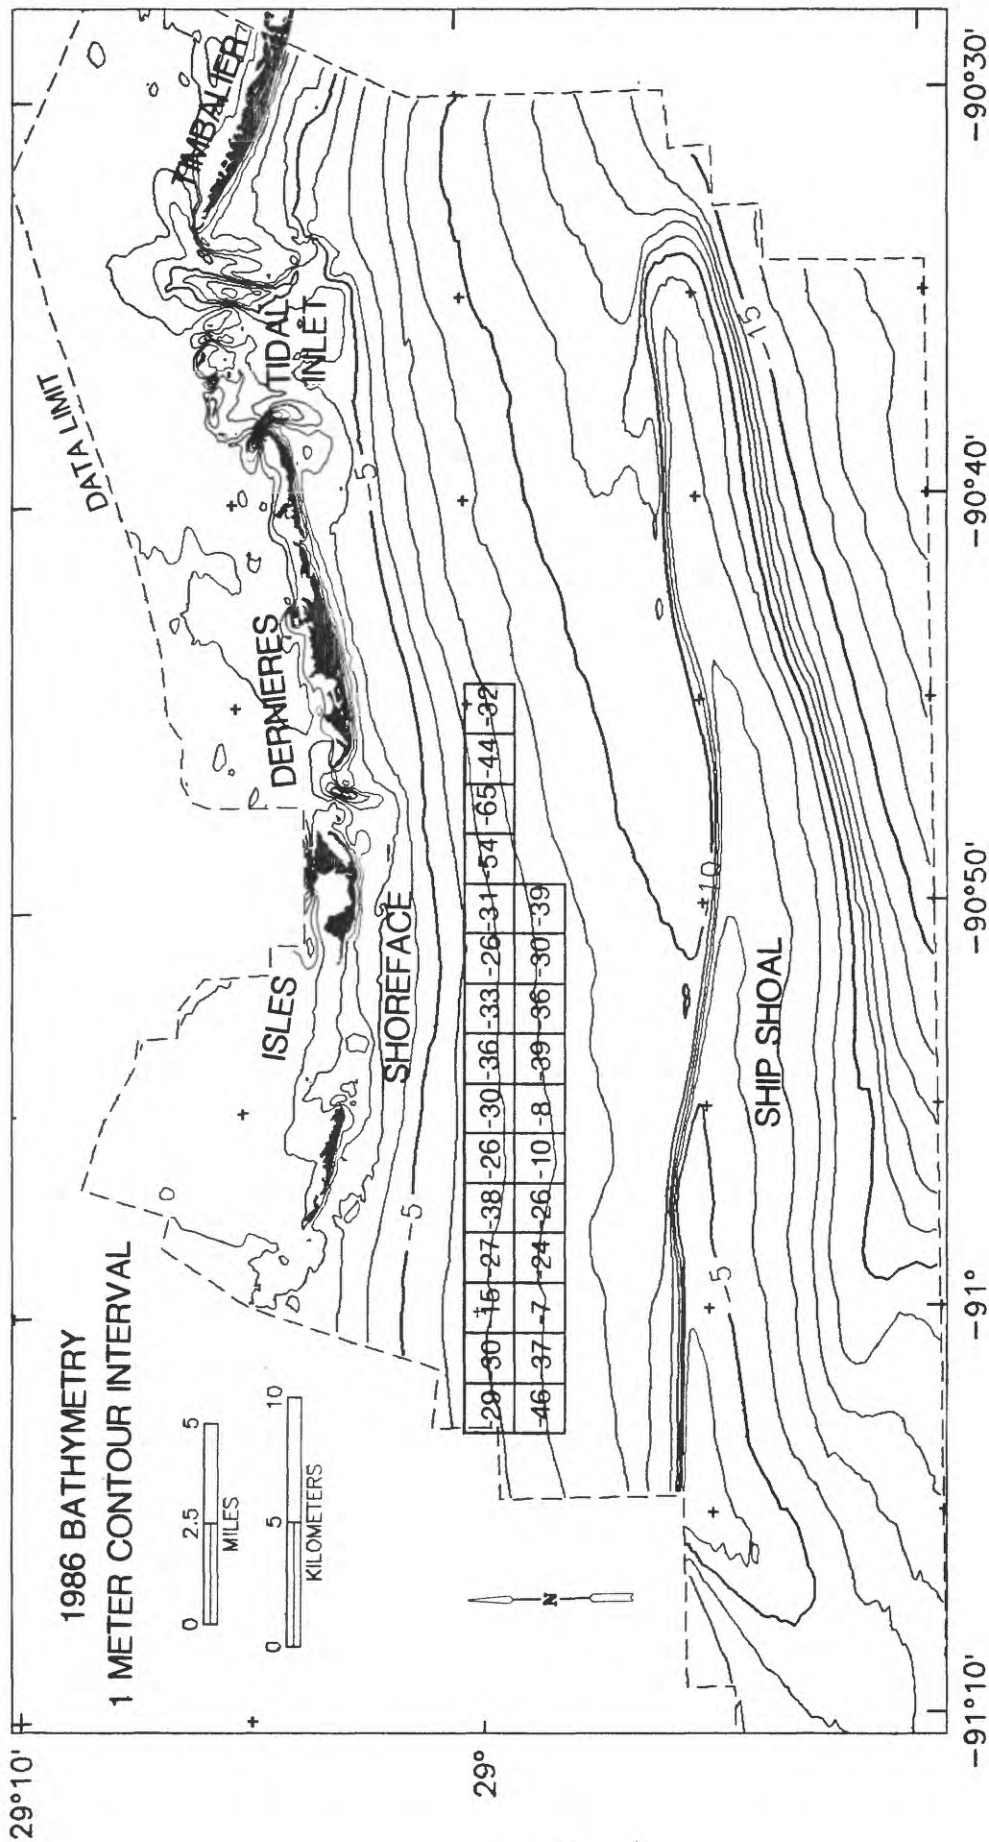 1986 BATHYMETRY
1 METER CONTOUR INTERVAL
0 2.5 5
MILES
0 5 10
KILOMETERS
N
DATA LIMIT
TIMBALIER
TIDAL
INLET
ISLES DERNIERES
SHOREFACE
-5
-5
-29 -30 -15 -27 -38 -26 -30 -36 -33 -26 -31 -54 -65 -44 -32
-46 -37 -7 -24 -26 -10 -8 -39 -36 -30 -39
-10
-15
-5
SHIP SHOAL
29°10'
29°
-91°10' -91° -90°50' -90°40' -90°30'